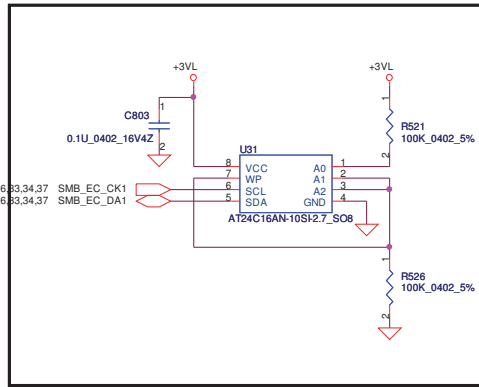 +3VL +3VL
C803 1
0.1U_0402_16V4Z 2
1 R521
100K_0402_5% 2
U31
8 VCC A0 1
7 WP A1 2
6,33,34,37 SMB_EC_CK1 6 SCL A2 3
6,33,34,37 SMB_EC_DA1 5 SDA GND 4
AT24C16AN-10SI-2.7_SO8
1 R526
100K_0402_5% 2